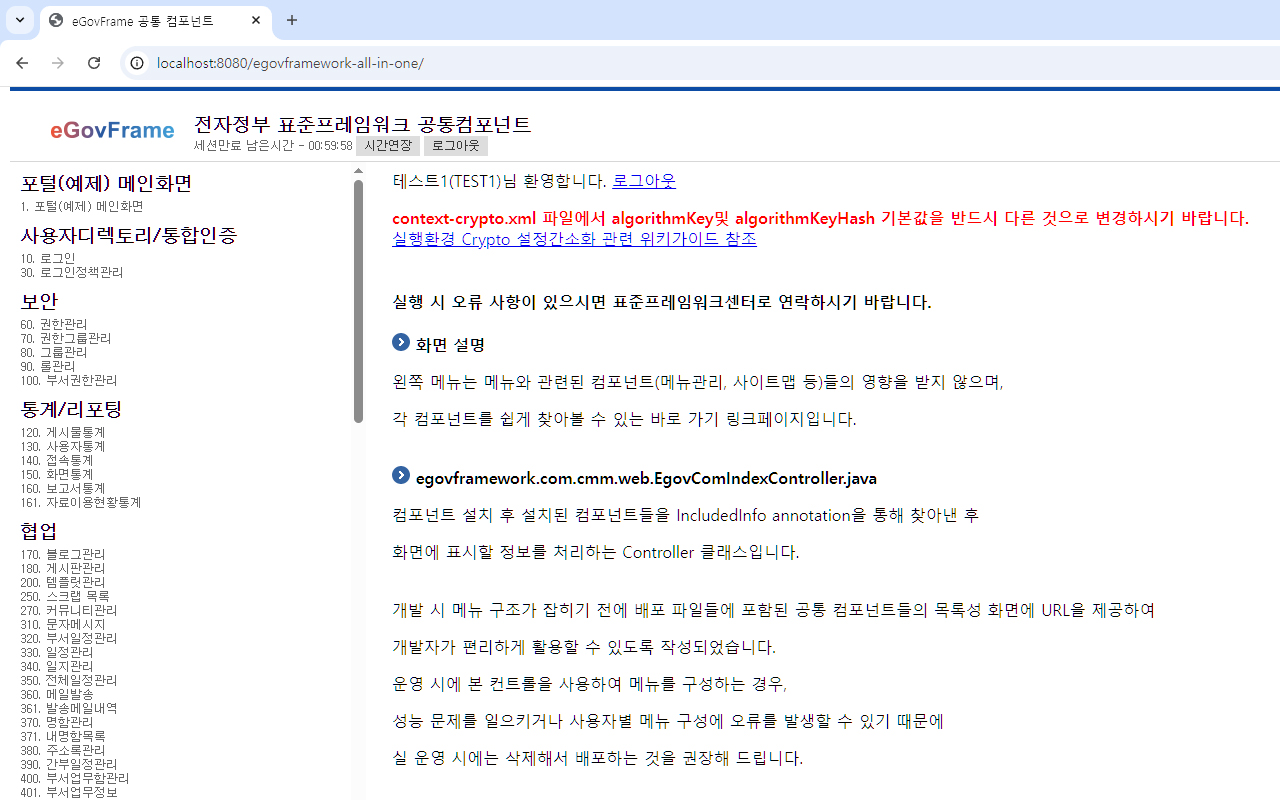 eGovFrame 공통 컴포넌트
localhost:8080/egovframework-all-in-one/
eGovFrame
전자정부 표준프레임워크 공통컴포넌트
세션만료 남은시간 - 00:59:58 시간연장 로그아웃
포털(예제) 메인화면
1. 포털(예제) 메인화면
사용자디렉토리/통합인증
10. 로그인
30. 로그인정책관리
보안
60. 권한관리
70. 권한그룹관리
80. 그룹관리
90. 롤관리
100. 부서권한관리
통계/리포팅
120. 게시물통계
130. 사용자통계
140. 접속통계
150. 화면통계
160. 보고서통계
161. 자료이용현황통계
협업
170. 블로그관리
180. 게시판관리
200. 템플릿관리
250. 스크랩 목록
270. 커뮤니티관리
310. 문자메시지
320. 부서일정관리
330. 일정관리
340. 일지관리
350. 전체일정관리
360. 메일발송
361. 발송메일내역
370. 명함관리
371. 내명함목록
380. 주소록관리
390. 간부일정관리
400. 부서업무함관리
401. 부서업무정보
테스트1(TEST1)님 환영합니다. 로그아웃
context-crypto.xml 파일에서 algorithmKey및 algorithmKeyHash 기본값을 반드시 다른 것으로 변경하시기 바랍니다.
실행환경 Crypto 설정간소화 관련 위키가이드 참조
실행 시 오류 사항이 있으시면 표준프레임워크센터로 연락하시기 바랍니다.
화면 설명
왼쪽 메뉴는 메뉴와 관련된 컴포넌트(메뉴관리, 사이트맵 등)들의 영향을 받지 않으며,
각 컴포넌트를 쉽게 찾아볼 수 있는 바로 가기 링크페이지입니다.
egovframework.com.cmm.web.EgovComIndexController.java
컴포넌트 설치 후 설치된 컴포넌트들을 IncludedInfo annotation을 통해 찾아낸 후
화면에 표시할 정보를 처리하는 Controller 클래스입니다.
개발 시 메뉴 구조가 잡히기 전에 배포 파일들에 포함된 공통 컴포넌트들의 목록성 화면에 URL을 제공하여
개발자가 편리하게 활용할 수 있도록 작성되었습니다.
운영 시에 본 컨트롤을 사용하여 메뉴를 구성하는 경우,
성능 문제를 일으키거나 사용자별 메뉴 구성에 오류를 발생할 수 있기 때문에
실 운영 시에는 삭제해서 배포하는 것을 권장해 드립니다.